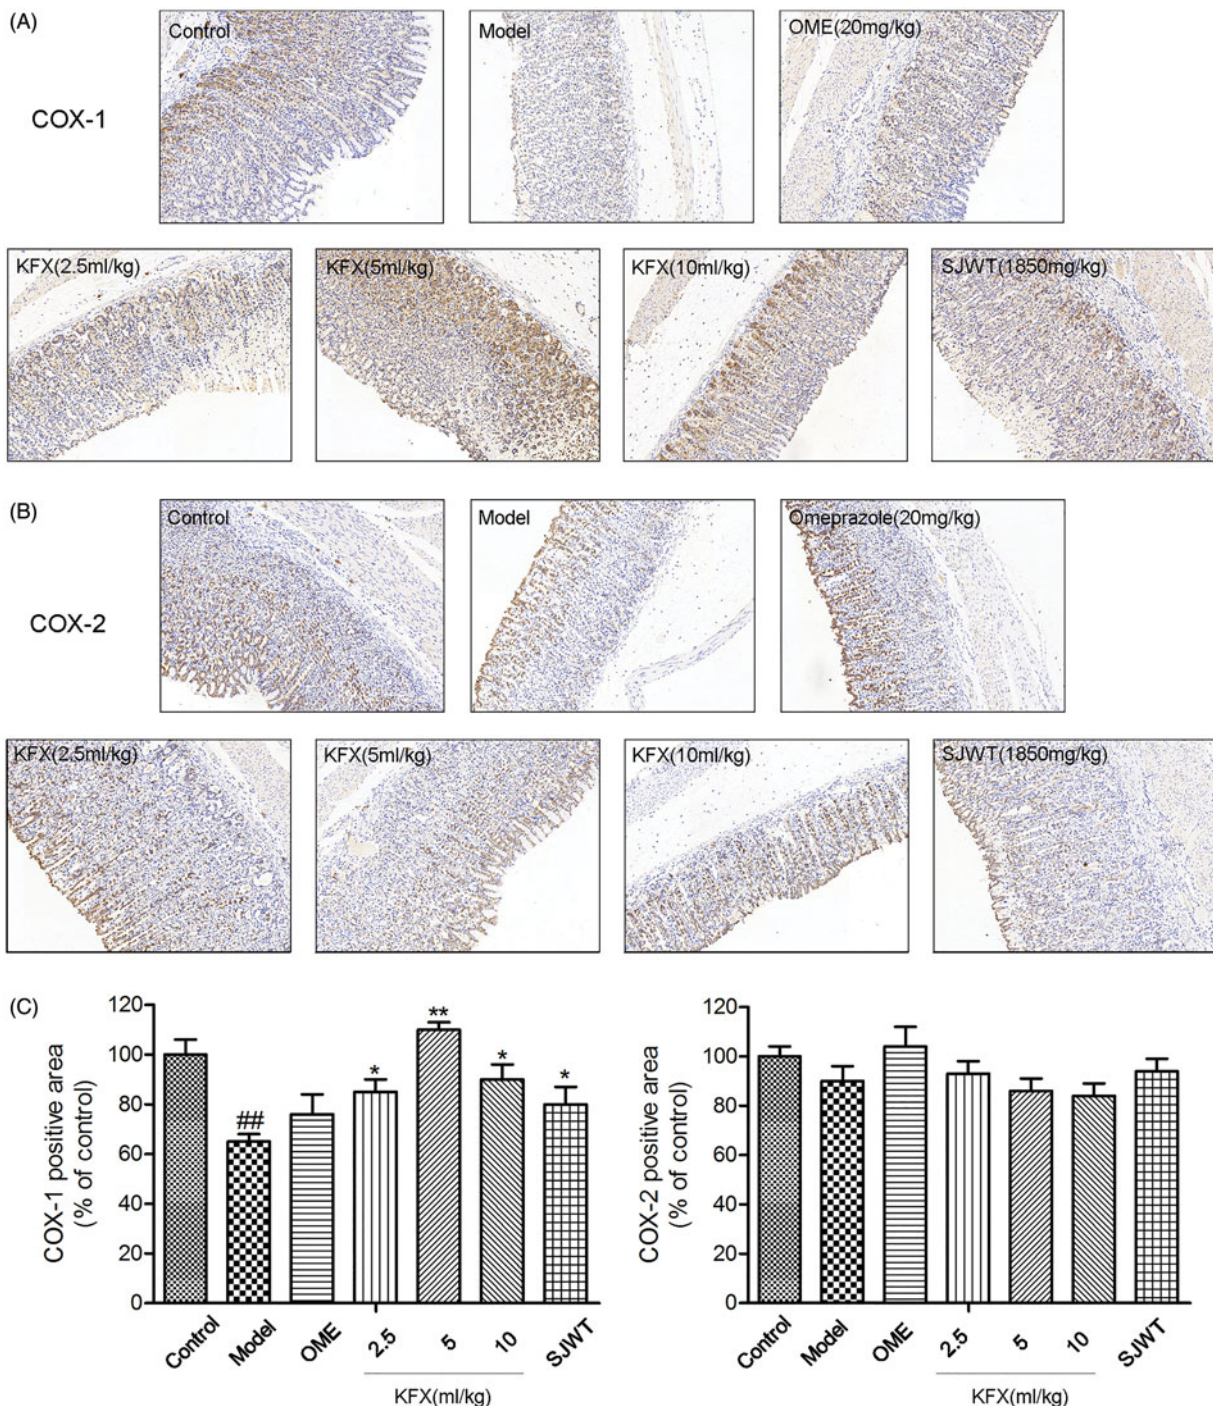 (A)
Control
Model
OME(20mg/kg)
COX-1
KFX(2.5ml/kg)
KFX(5ml/kg)
KFX(10ml/kg)
SJWT(1850mg/kg)
(B)
Control
Model
Omeprazole(20mg/kg)
COX-2
KFX(2.5ml/kg)
KFX(5ml/kg)
KFX(10ml/kg)
SJWT(1850mg/kg)
(C)
COX-1 positive area
(% of control)
120
100
80
60
40
20
0
##
*
**
*
*
Control
Model
OME
2.5
5
10
SJWT
KFX(ml/kg)
COX-2 positive area
(% of control)
120
100
80
60
40
20
0
Control
Model
OME
2.5
5
10
SJWT
KFX(ml/kg)